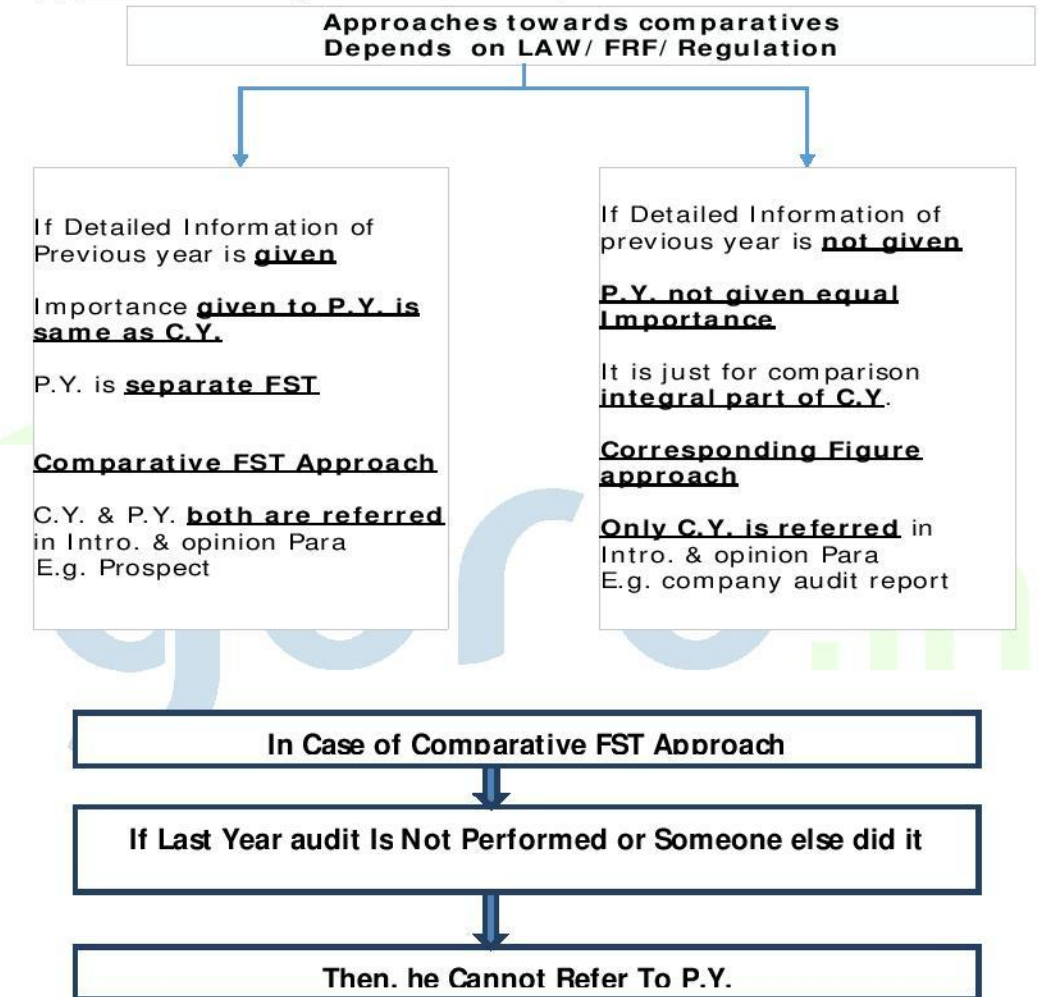 Approaches towards comparatives
Depends on LAW/ FRF/ Regulation
If Detailed Information of
Previous year is given
Importance given to P.Y. is
same as C.Y.
P.Y. is separate FST
Comparative FST Approach
C.Y. & P.Y. both are referred
in Intro. & opinion Para
E.g. Prospect
If Detailed Information of
previous year is not given
P.Y. not given equal
Importance
It is just for comparison
integral part of C.Y.
Corresponding Figure
approach
Only C.Y. is referred in
Intro. & opinion Para
E.g. company audit report
In Case of Comparative FST Approach
If Last Year audit Is Not Performed or Someone else did it
Then, he Cannot Refer To P.Y.